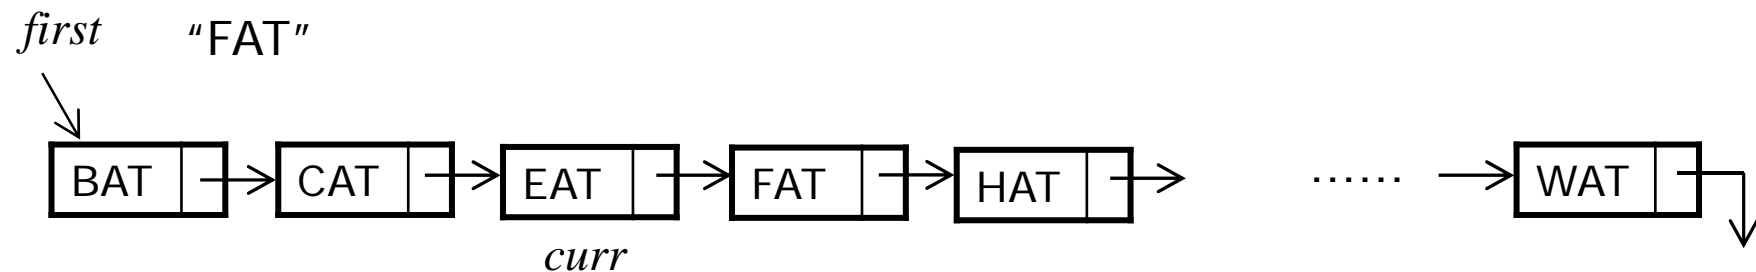 first “FAT”
BAT CAT EAT FAT HAT …… WAT
curr